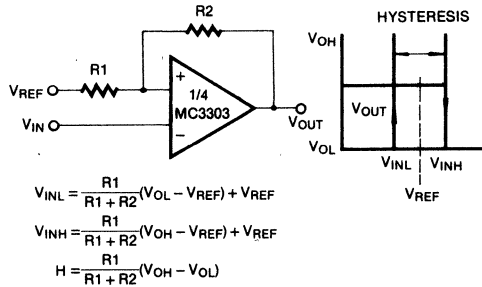 HYSTERESIS
R2
VOH
R1
VREF
+
1/4
MC3303
VOUT
VIN
−
VOUT
VOL
VINL
VINH
VREF
VINL = R1/(R1 + R2) (VOL − VREF) + VREF
VINH = R1/(R1 + R2) (VOH − VREF) + VREF
H = R1/(R1 + R2) (VOH − VOL)